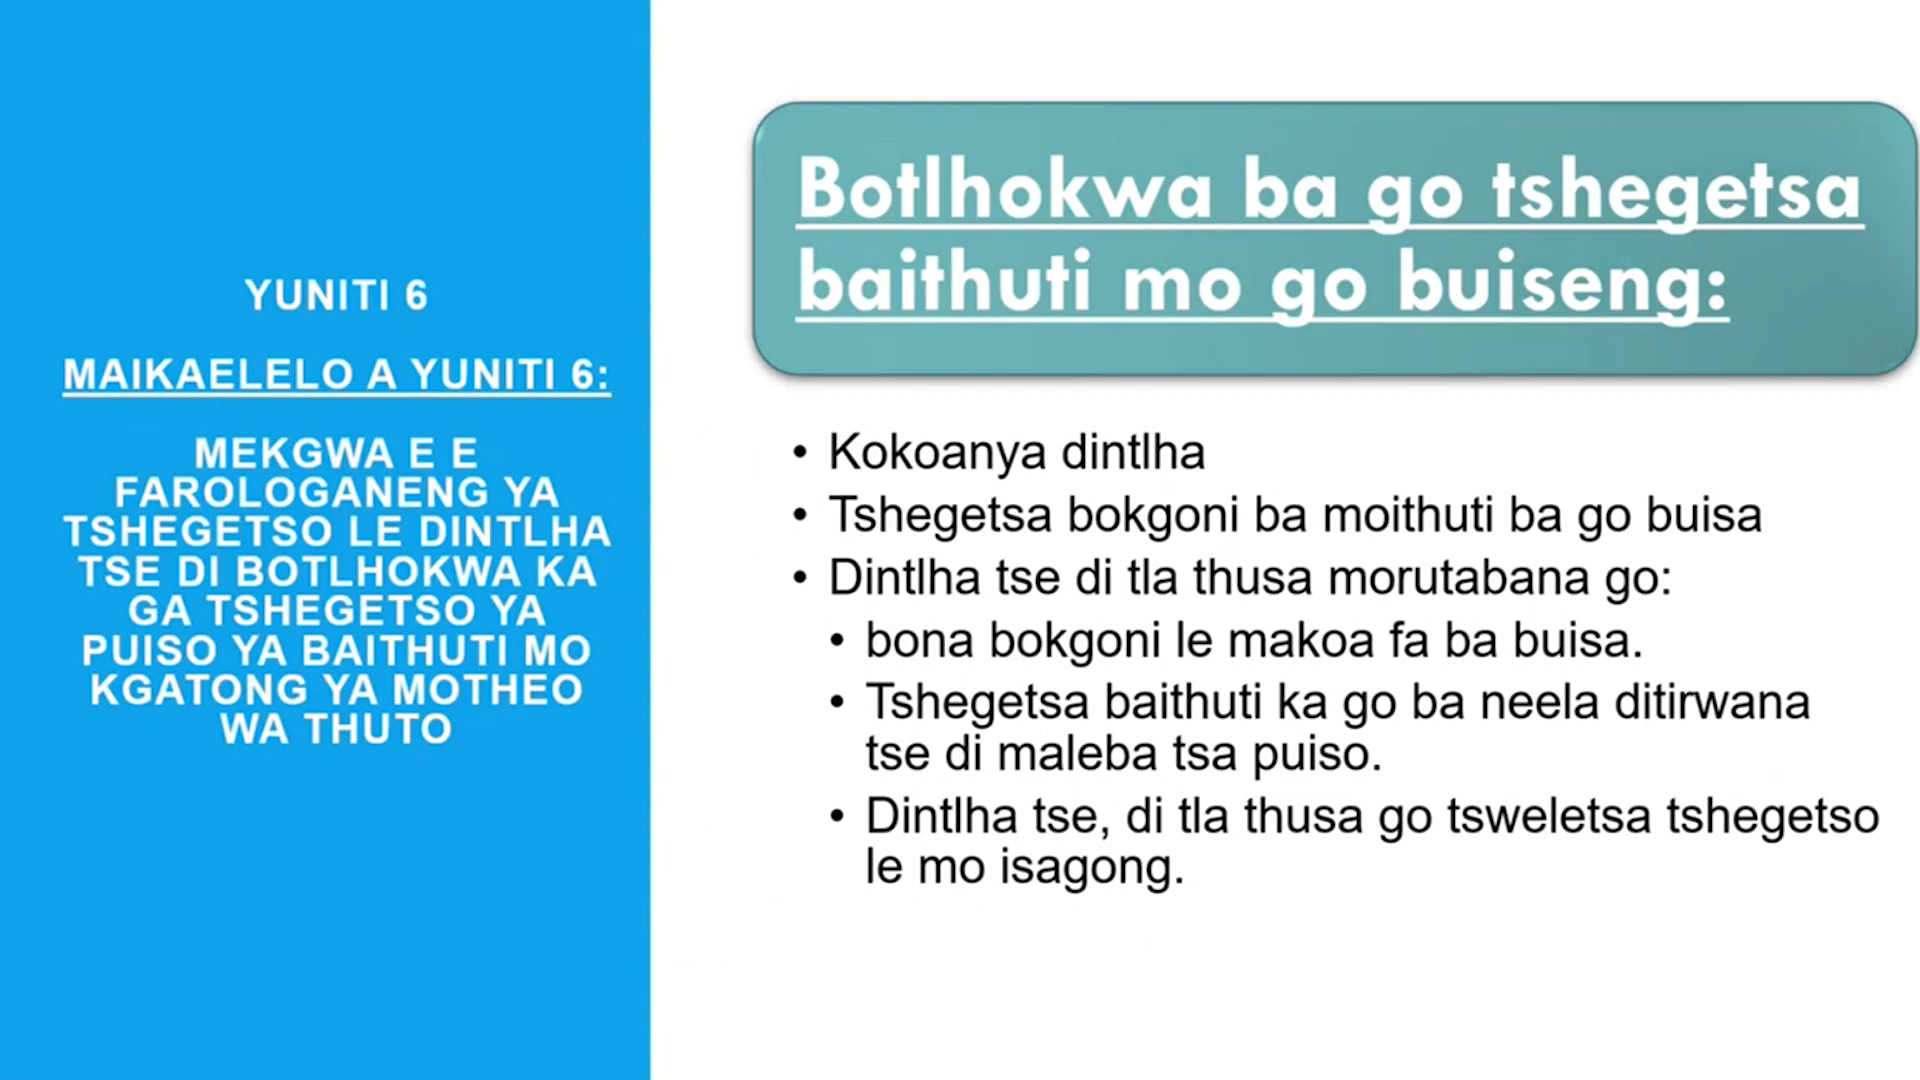 YUNITI 6
MAIKAELELO A YUNITI 6:
MEKGWA E E
FAROLOGANENG YA
TSHEGETSO LE DINTLHA
TSE DI BOTLHOKWA KA
GA TSHEGETSO YA
PUISO YA BAITHUTI MO
KGATONG YA MOTHEO
WA THUTO
Botlhokwa ba go tshegetsa
baithuti mo go buiseng:
• Kokoanya dintlha
• Tshegetsa bokgoni ba moithuti ba go buisa
• Dintlha tse di tla thusa morutabana go:
• bona bokgoni le makoa fa ba buisa.
• Tshegetsa baithuti ka go ba neela ditirwana
tse di maleba tsa puiso.
• Dintlha tse, di tla thusa go tsweletsa tshegetso
le mo isagong.